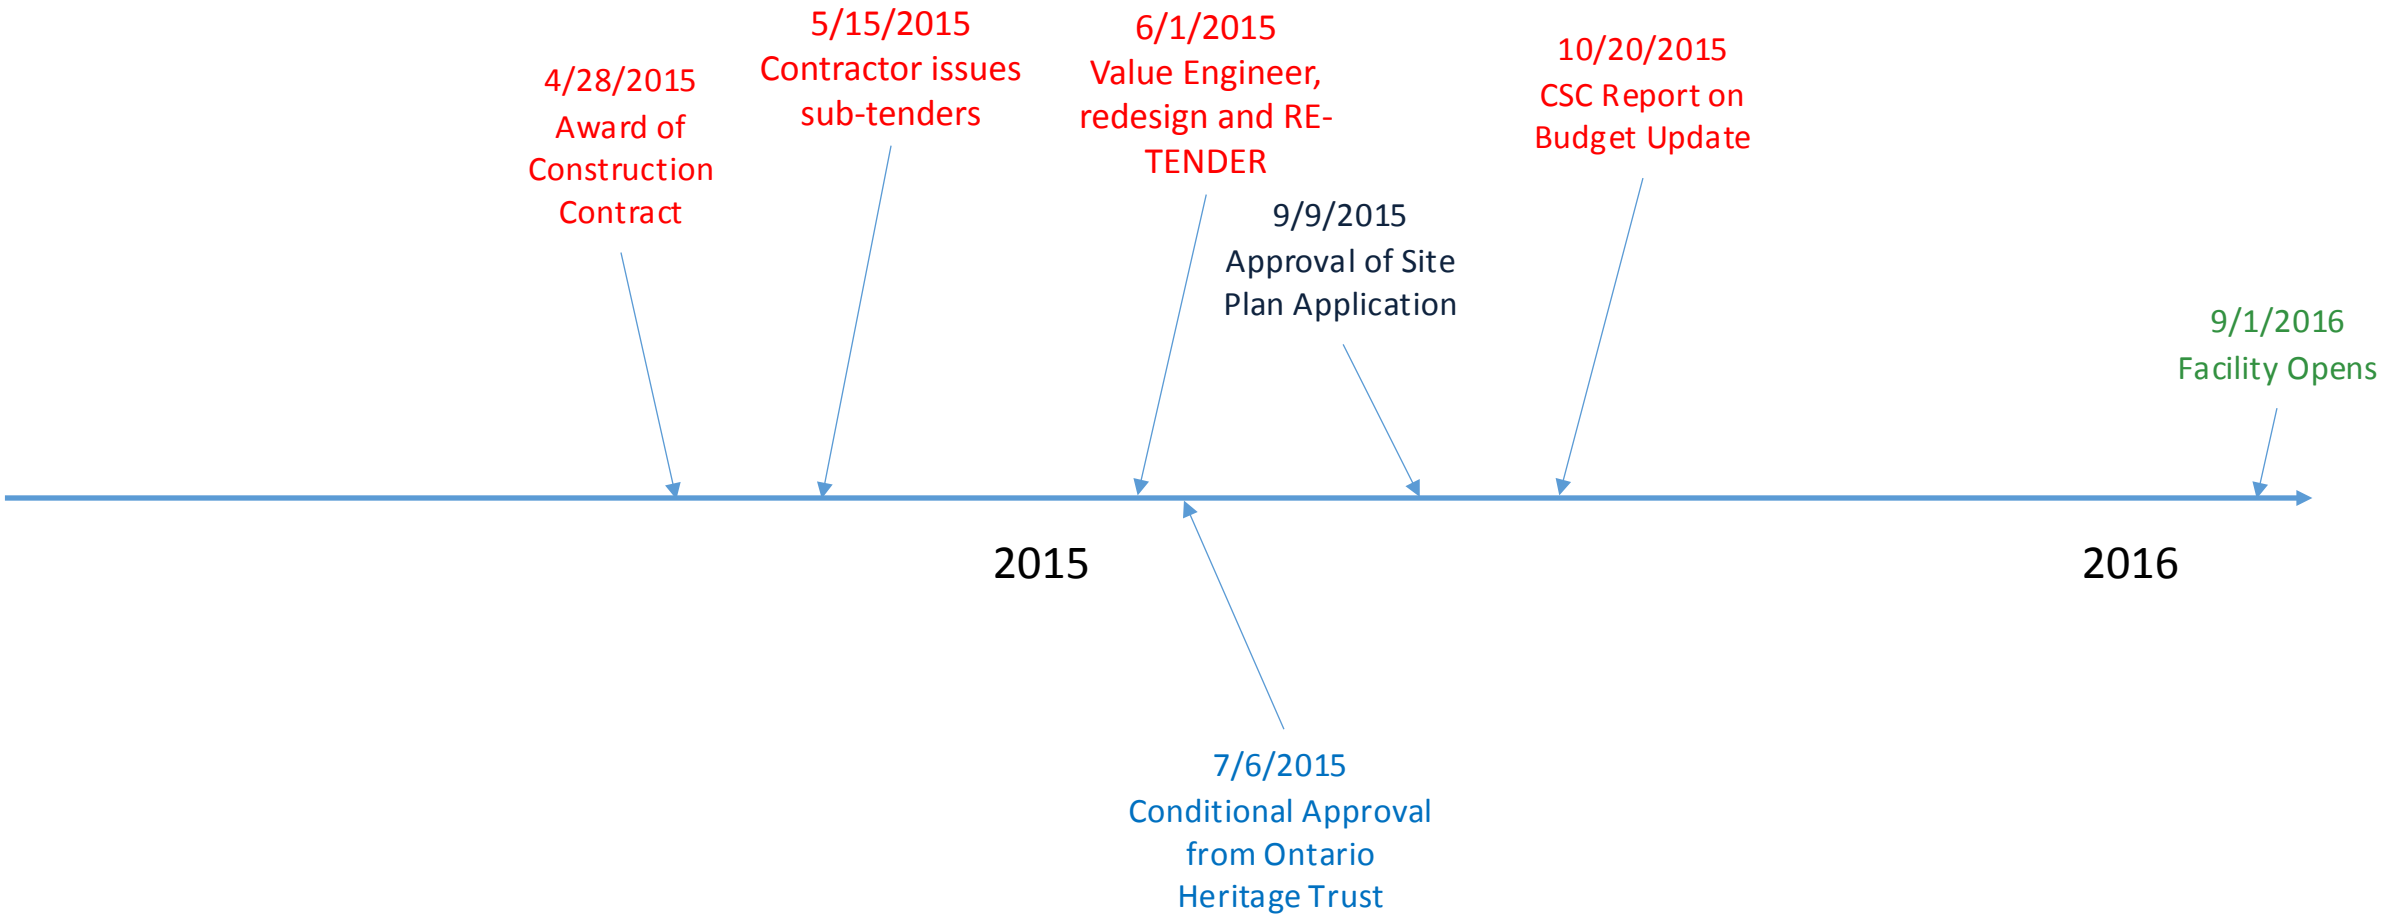 4/28/2015
Award of
Construction
Contract
5/15/2015
Contractor issues
sub-tenders
6/1/2015
Value Engineer,
redesign and RE-
TENDER
9/9/2015
Approval of Site
Plan Application
10/20/2015
CSC Report on
Budget Update
9/1/2016
Facility Opens
2015
2016
7/6/2015
Conditional Approval
from Ontario
Heritage Trust